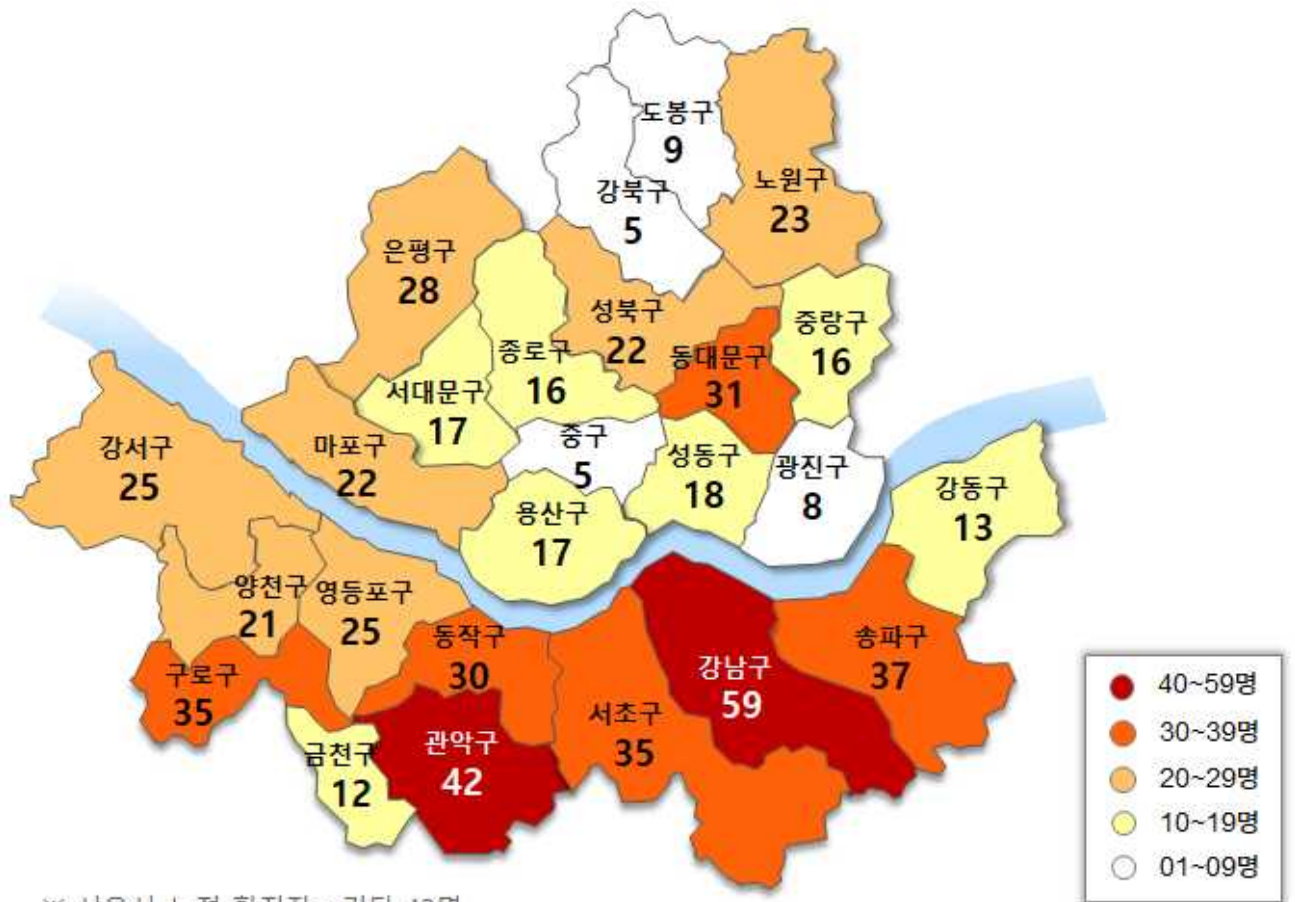 도봉구
9
노원구
23
강북구
5
은평구
28
성북구
22
중랑구
16
종로구
16
동대문구
31
서대문구
17
강서구
25
마포구
22
중구
5
성동구
18
광진구
8
강동구
13
용산구
17
양천구
21
영등포구
25
동작구
30
송파구
37
강남구
59
구로구
35
서초구
35
관악구
42
금천구
12
40~59명
30~39명
20~29명
10~19명
01~09명